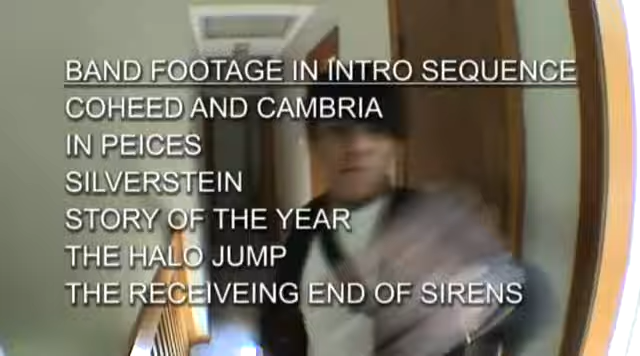 BAND FOOTAGE IN INTRO SEQUENCE
COHEED AND CAMBRIA
IN PEICES
SILVERSTEIN
STORY OF THE YEAR
THE HALO JUMP
THE RECEIVEING END OF SIRENS